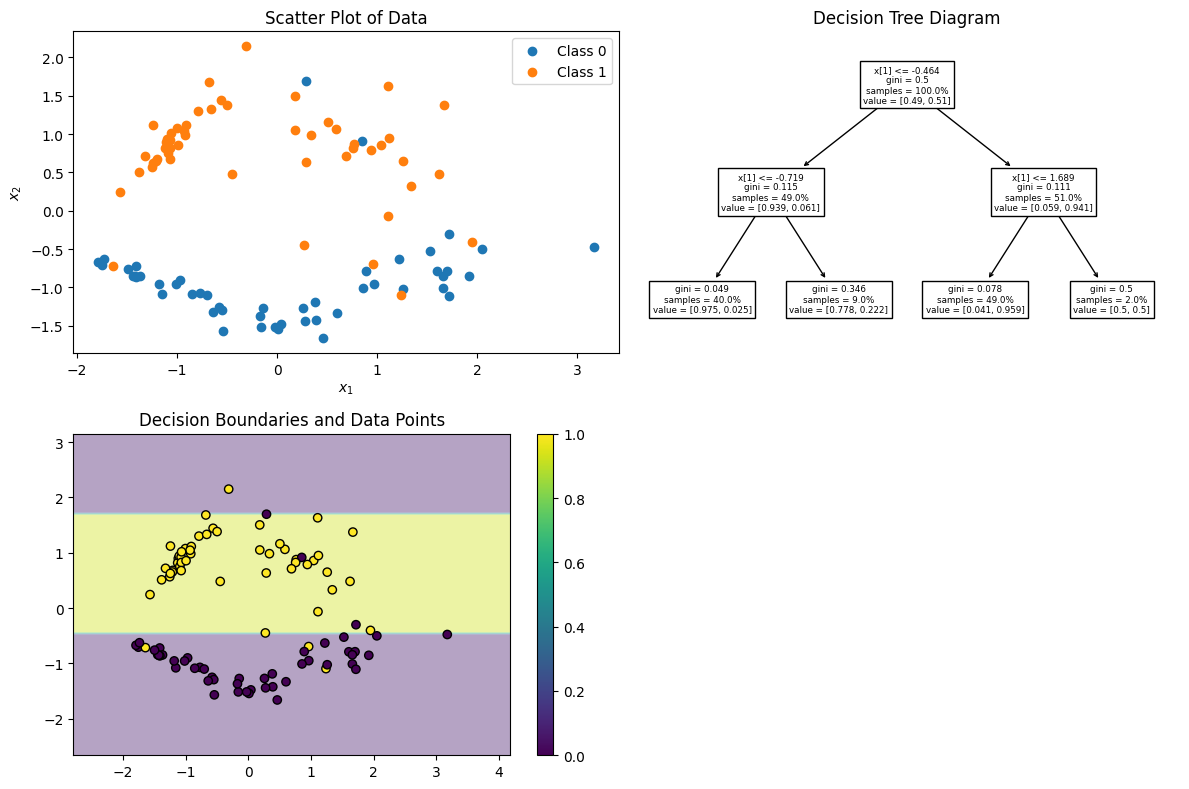 Scatter Plot of Data
Class 0
Class 1
2.0
1.5
1.0
0.5
0.0
−0.5
−1.0
−1.5
x₂
−2
−1
0
1
2
3
x₁
Decision Tree Diagram
x[1] <= -0.464
gini = 0.5
samples = 100.0%
value = [0.49, 0.51]
x[1] <= -0.719
gini = 0.115
samples = 49.0%
value = [0.939, 0.061]
x[1] <= 1.689
gini = 0.111
samples = 51.0%
value = [0.059, 0.941]
gini = 0.049
samples = 40.0%
value = [0.975, 0.025]
gini = 0.346
samples = 9.0%
value = [0.778, 0.222]
gini = 0.078
samples = 49.0%
value = [0.041, 0.959]
gini = 0.5
samples = 2.0%
value = [0.5, 0.5]
Decision Boundaries and Data Points
3
2
1
0
−1
−2
−2
−1
0
1
2
3
4
1.0
0.8
0.6
0.4
0.2
0.0